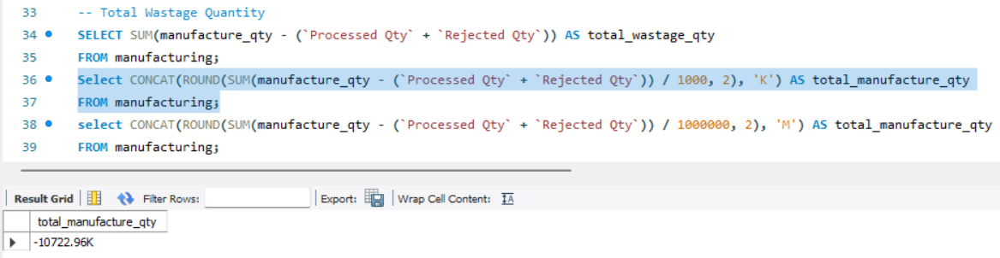 33 -- Total Wastage Quantity
34 SELECT SUM(manufacture_qty - (`Processed Qty` + `Rejected Qty`)) AS total_wastage_qty
35 FROM manufacturing;
36 Select CONCAT(ROUND(SUM(manufacture_qty - (`Processed Qty` + `Rejected Qty`)) / 1000, 2), 'K') AS total_manufacture_qty
37 FROM manufacturing;
38 select CONCAT(ROUND(SUM(manufacture_qty - (`Processed Qty` + `Rejected Qty`)) / 1000000, 2), 'M') AS total_manufacture_qty
39 FROM manufacturing;
Result Grid Filter Rows: Export: Wrap Cell Content:
total_manufacture_qty
-10722.96K